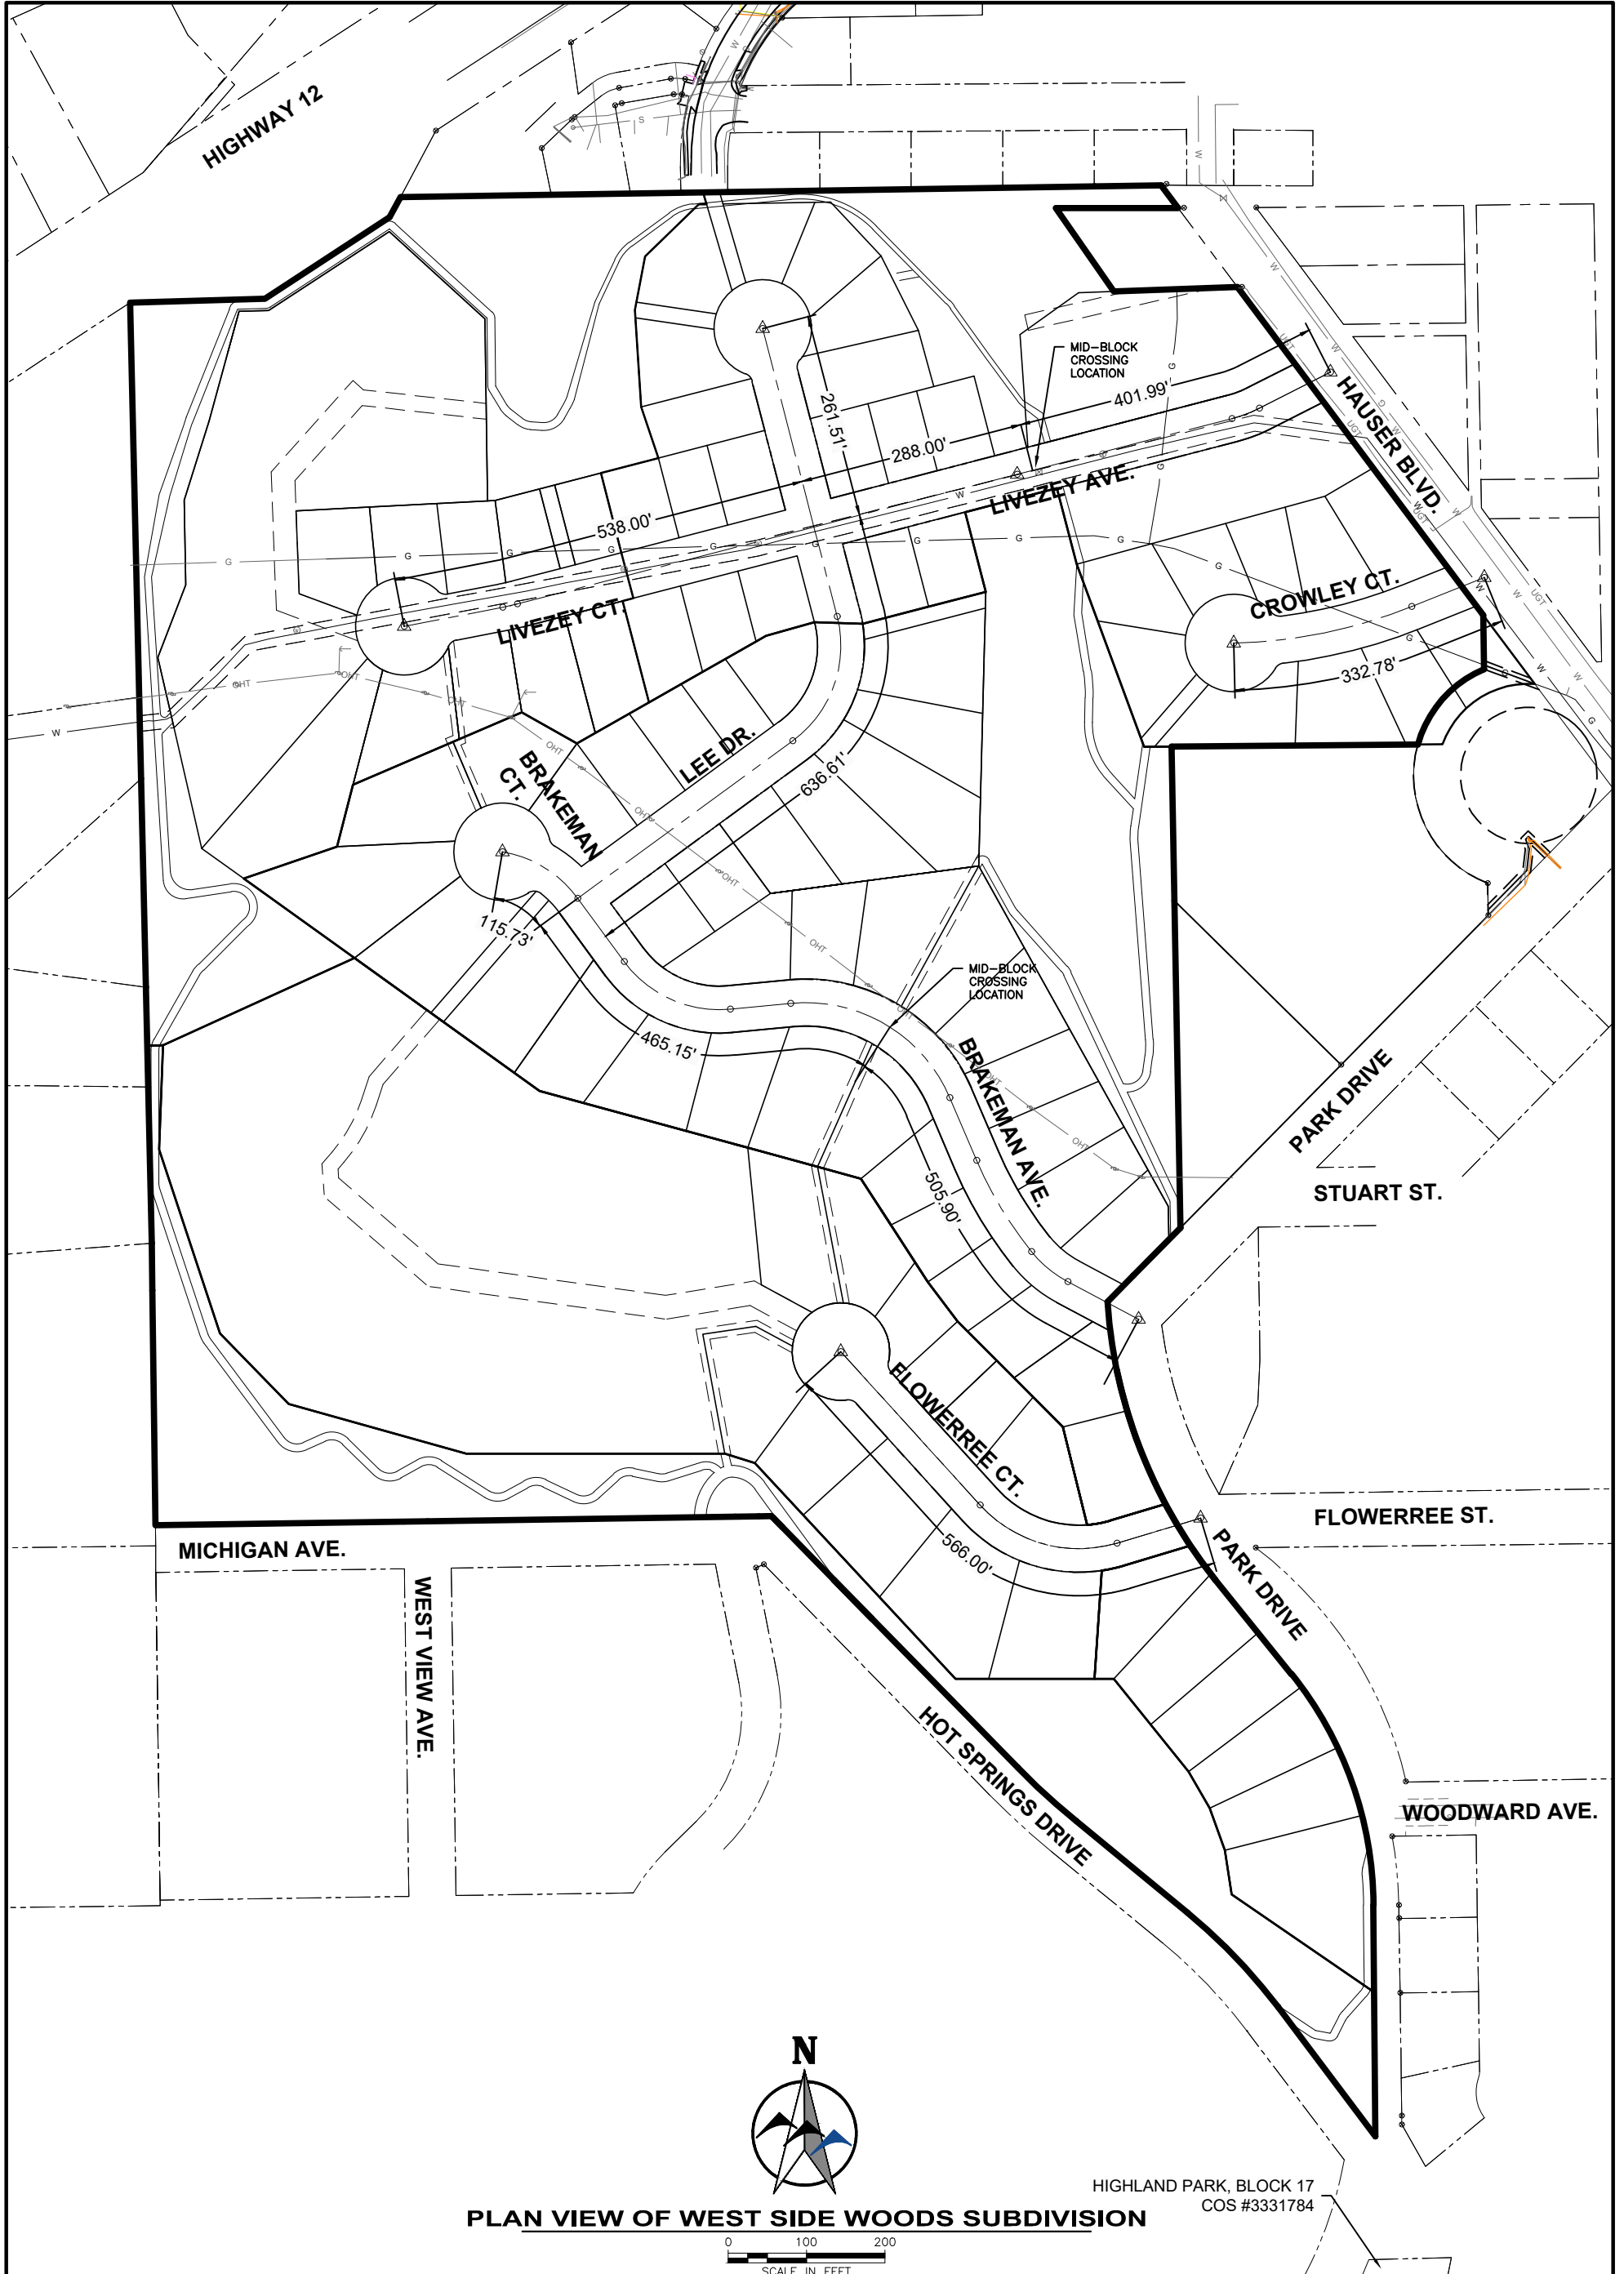 HIGHWAY 12
MID-BLOCK
CROSSING
LOCATION
401.99'
HAUSER BLVD.
261.51'
288.00'
LIVEZEY AVE.
538.00'
LIVEZEY CT.
CROWLEY CT.
332.78'
LEE DR.
BRAKEMAN
CT.
636.61'
115.73'
MID-BLOCK
CROSSING
LOCATION
465.15'
BRAKEMAN AVE.
505.90'
PARK DRIVE
STUART ST.
FLOWERREE CT.
566.00'
FLOWERREE ST.
PARK DRIVE
MICHIGAN AVE.
WEST VIEW AVE.
HOT SPRINGS DRIVE
WOODWARD AVE.
N
HIGHLAND PARK, BLOCK 17
COS #3331784
PLAN VIEW OF WEST SIDE WOODS SUBDIVISION
0 100 200
SCALE IN FEET